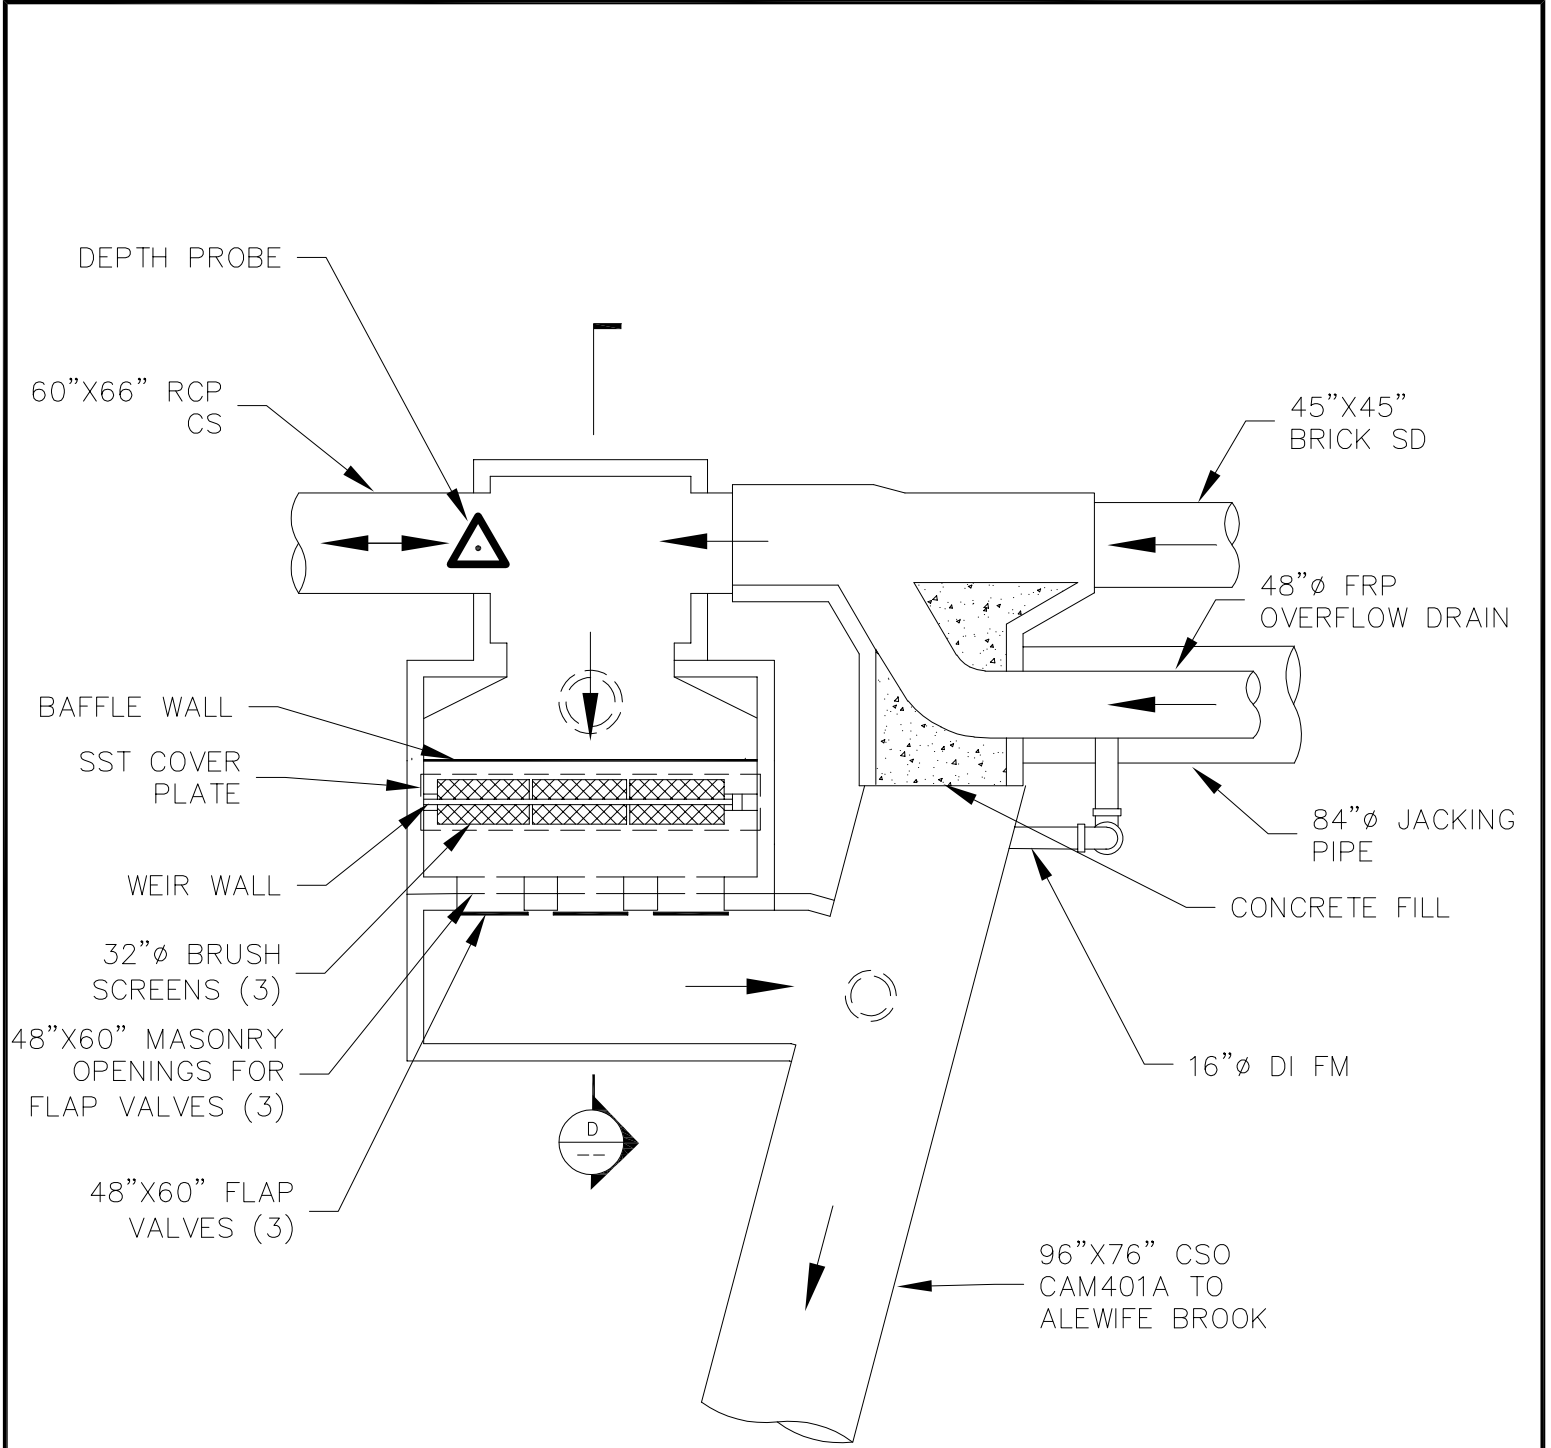 DEPTH PROBE
60”X66” RCP
CS
45”X45”
BRICK SD
48”ø FRP
OVERFLOW DRAIN
BAFFLE WALL
SST COVER
PLATE
84”ø JACKING
PIPE
WEIR WALL
CONCRETE FILL
32”ø BRUSH
SCREENS (3)
48”X60” MASONRY
OPENINGS FOR
FLAP VALVES (3)
16”ø DI FM
D
--
48”X60” FLAP
VALVES (3)
96”X76” CSO
CAM401A TO
ALEWIFE BROOK